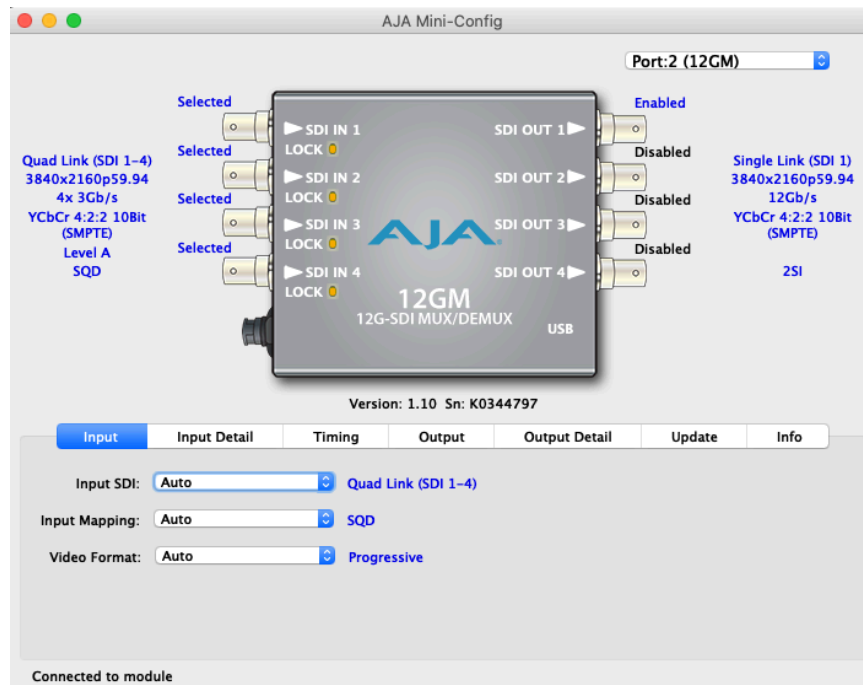 AJA Mini-Config
Port:2 (12GM)
Selected
Enabled
SDI IN 1
SDI OUT 1
LOCK
Selected
Disabled
Quad Link (SDI 1-4)
3840x2160p59.94
4x 3Gb/s
YCbCr 4:2:2 10Bit
(SMPTE)
Level A
SQD
SDI IN 2
SDI OUT 2
LOCK
Single Link (SDI 1)
3840x2160p59.94
12Gb/s
YCbCr 4:2:2 10Bit
(SMPTE)
2SI
Selected
Disabled
SDI IN 3
SDI OUT 3
LOCK
AJA
Selected
Disabled
SDI IN 4
SDI OUT 4
LOCK
12GM
12G-SDI MUX/DEMUX
USB
Version: 1.10 Sn: K0344797
Input
Input Detail
Timing
Output
Output Detail
Update
Info
Input SDI: Auto Quad Link (SDI 1-4)
Input Mapping: Auto SQD
Video Format: Auto Progressive
Connected to module